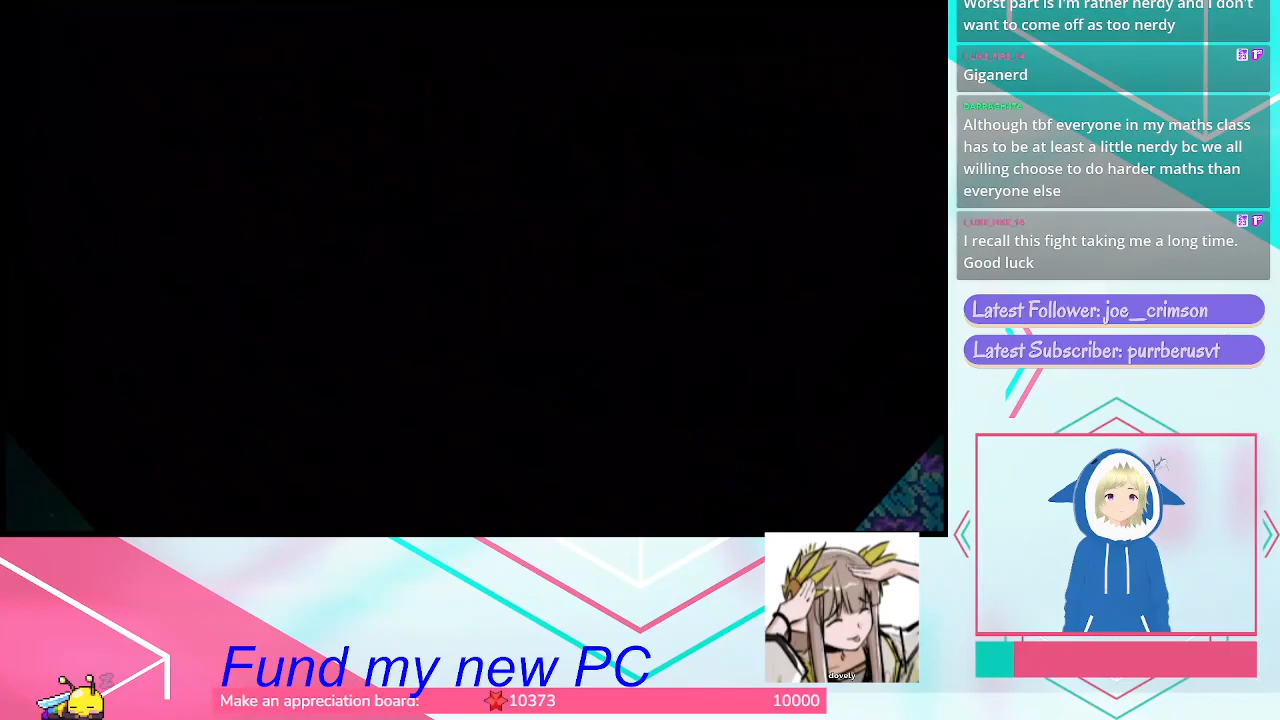 Worst part is I'm rather nerdy and I don't
want to come off as too nerdy
Giganerd
Although tbf everyone in my maths class
has to be at least a little nerdy bc we all
willing choose to do harder maths than
everyone else
I recall this fight taking me a long time.
Good luck
Latest Follower: joe_crimson
Latest Subscriber: purrberusvt
Fund my new PC
Make an appreciation board:
10373
10000